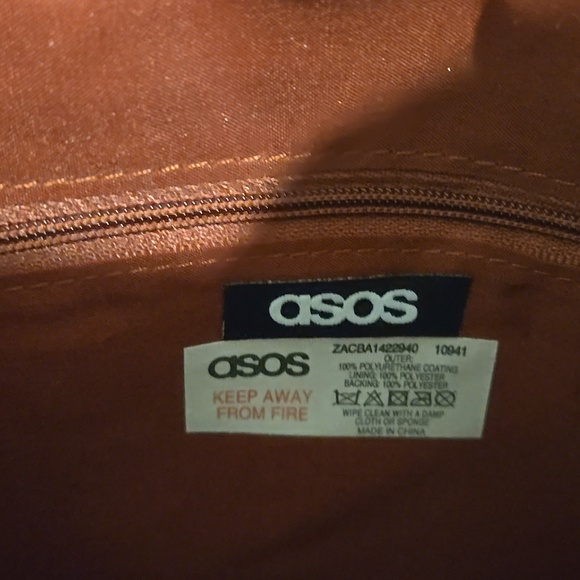 asos
asos
KEEP AWAY
FROM FIRE
ZACBA1422940 10941
OUTER:
100% POLYURETHANE COATING
LINING: 100% POLYESTER
BACKING: 100% POLYESTER
WIPE CLEAN WITH A DAMP
CLOTH OR SPONGE
MADE IN CHINA